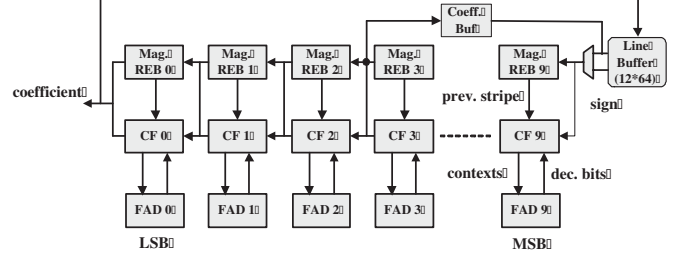 Coeff.
Buf
Mag.
REB 0
Mag.
REB 1
Mag.
REB 2
Mag.
REB 3
Mag.
REB 9
Line
Buffer
(12*64)
coefficient
prev. stripe
sign
CF 0
CF 1
CF 2
CF 3
CF 9
contexts
dec. bits
FAD 0
FAD 1
FAD 2
FAD 3
FAD 9
LSB
MSB